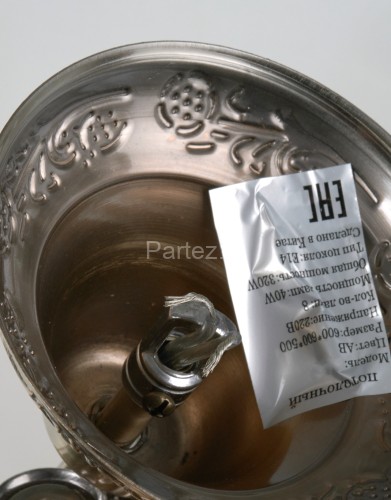 ПОТОЛОЧНЫЙ
Модель:
Цвет:AB
Размер:600*600*500
Напряжение:220В
Кол-во ламп: 8
Мощность ламп:40W
Общая мощность:320W
Тип цоколя:E14
Сделано в Китае
EAC
Partez.